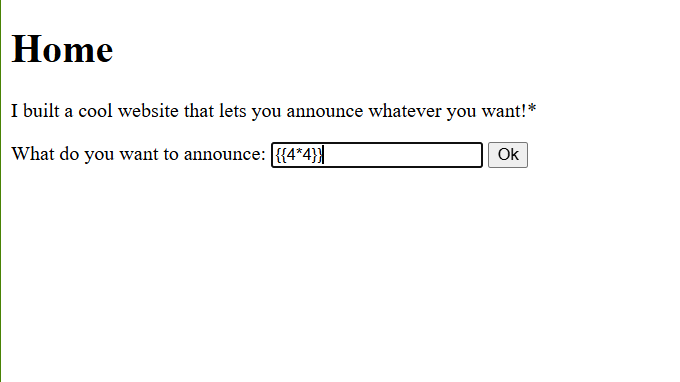 Home
I built a cool website that lets you announce whatever you want!*
What do you want to announce: {{4*4}} Ok